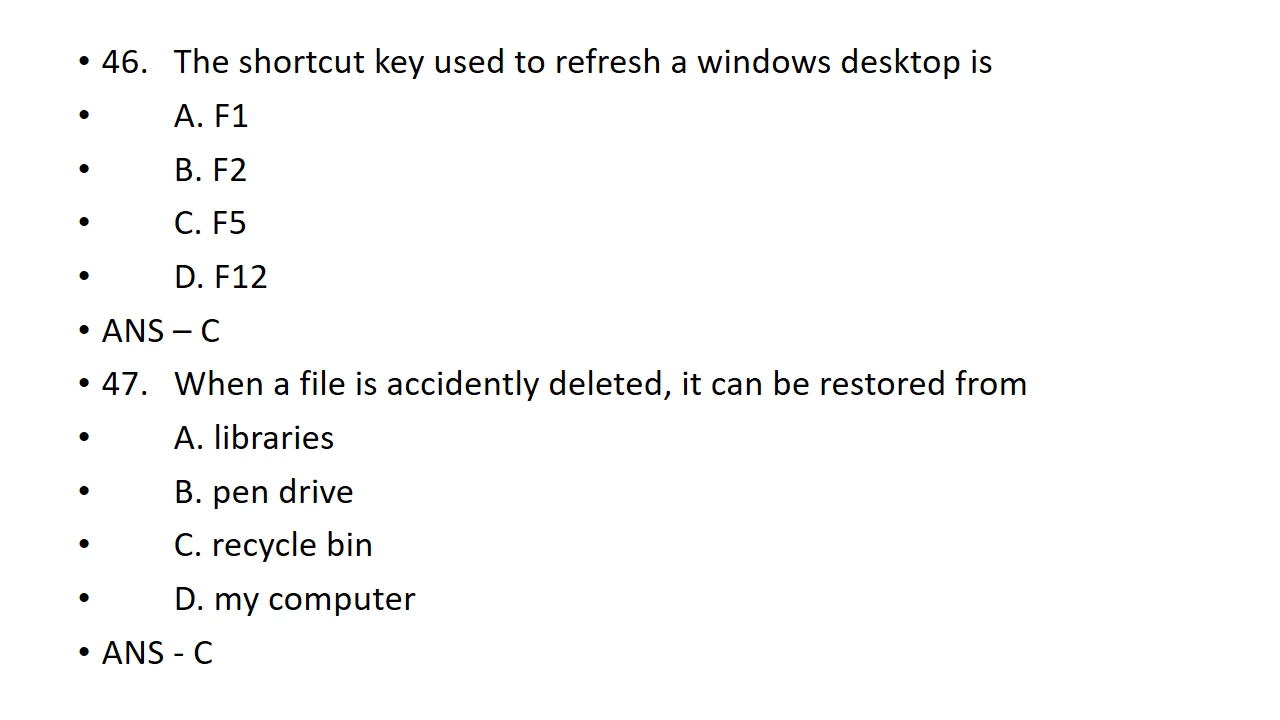 • 46. The shortcut key used to refresh a windows desktop is
• A. F1
• B. F2
• C. F5
• D. F12
• ANS – C
• 47. When a file is accidently deleted, it can be restored from
• A. libraries
• B. pen drive
• C. recycle bin
• D. my computer
• ANS - C